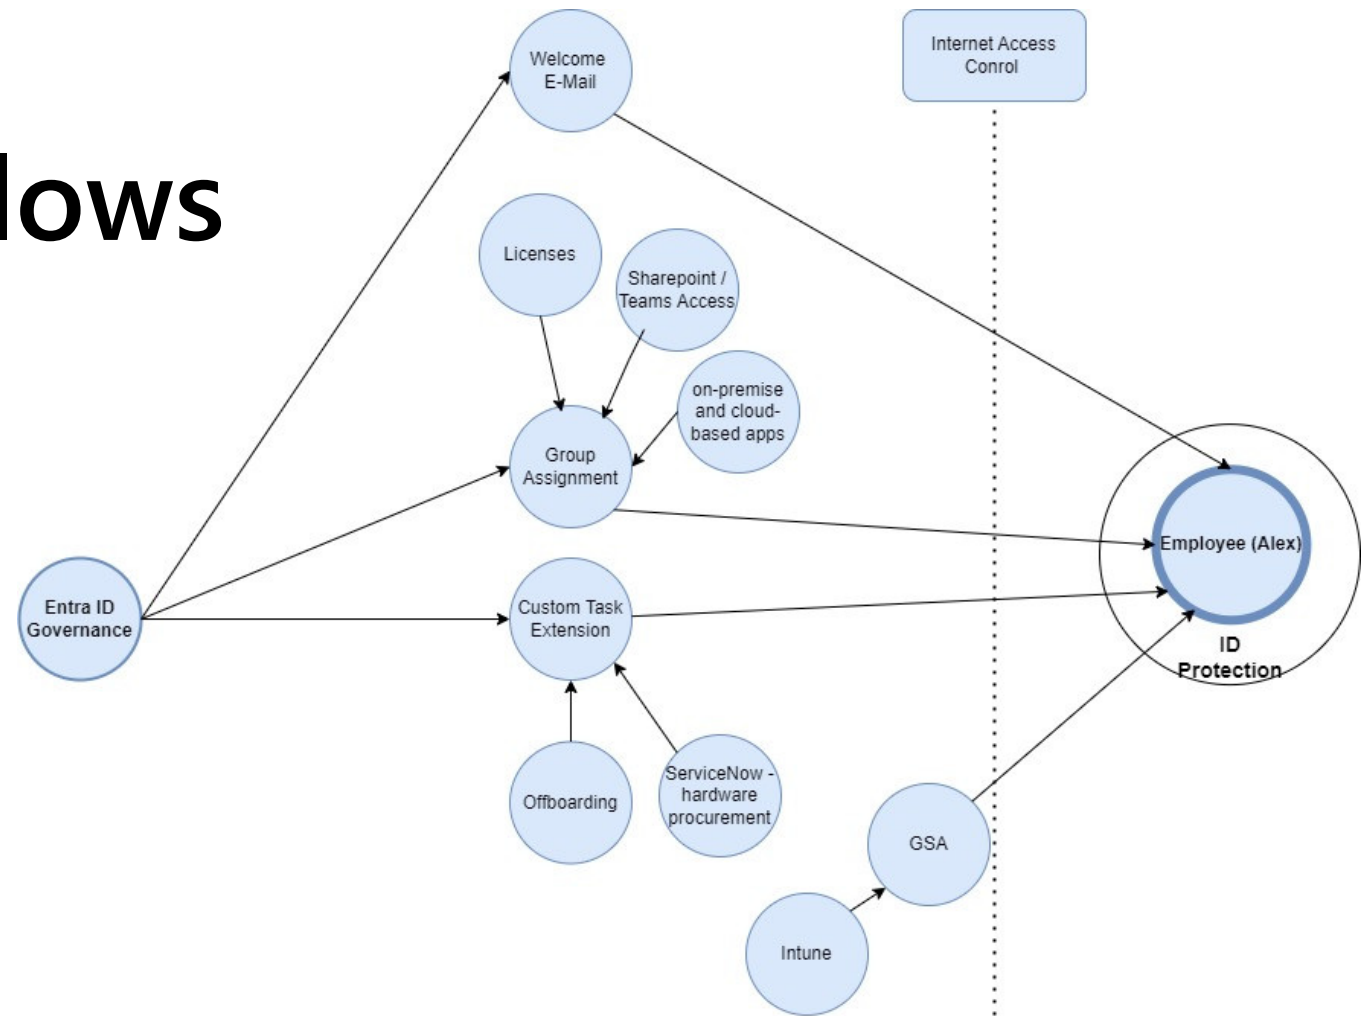 lows
Welcome
E-Mail
Internet Access
Conrol
Licenses
Sharepoint /
Teams Access
on-premise
and cloud-
based apps
Group
Assignment
Employee (Alex)
ID
Protection
Entra ID
Governance
Custom Task
Extension
Offboarding
ServiceNow -
hardware
procurement
GSA
Intune